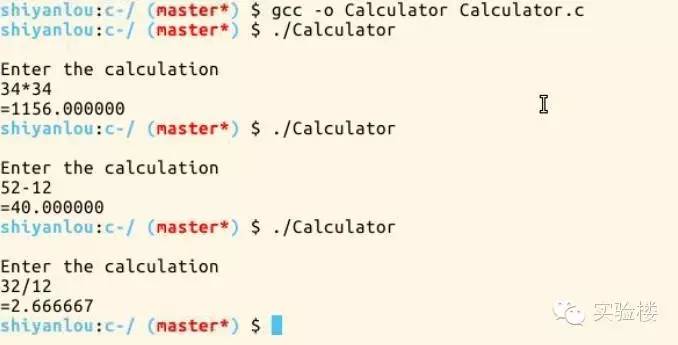 shiyanlou:c-/ (master*) $ gcc -o Calculator Calculator.c
shiyanlou:c-/ (master*) $ ./Calculator
Enter the calculation
34*34
=1156.000000
shiyanlou:c-/ (master*) $ ./Calculator
Enter the calculation
52-12
=40.000000
shiyanlou:c-/ (master*) $ ./Calculator
Enter the calculation
32/12
=2.666667
shiyanlou:c-/ (master*) $
实验楼